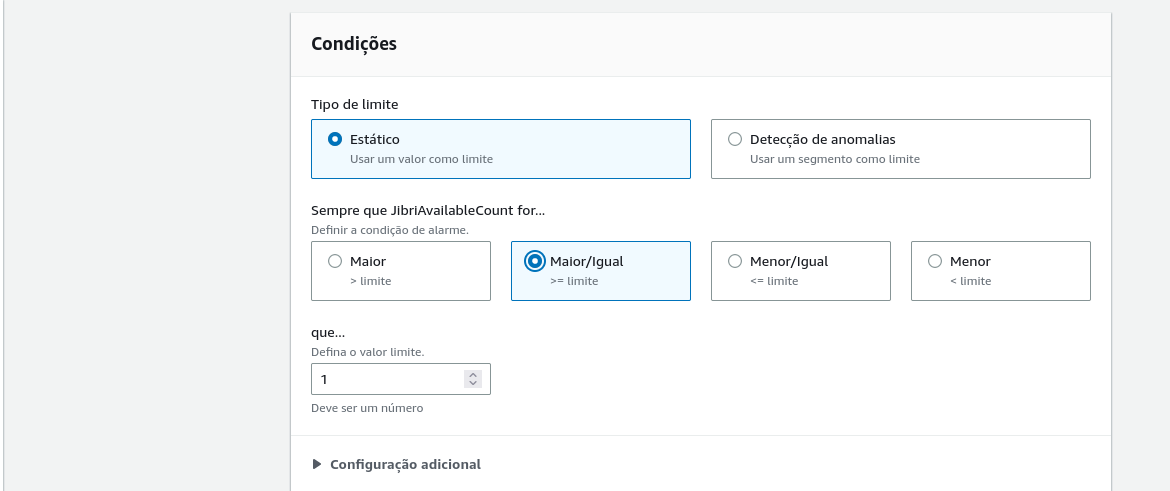 Condições
Tipo de limite
Estático
Usar um valor como limite
Detecção de anomalias
Usar um segmento como limite
Sempre que JibriAvailableCount for...
Definir a condição de alarme.
Maior
> limite
Maior/Igual
>= limite
Menor/Igual
<= limite
Menor
< limite
que...
Defina o valor limite.
1
Deve ser um número
Configuração adicional